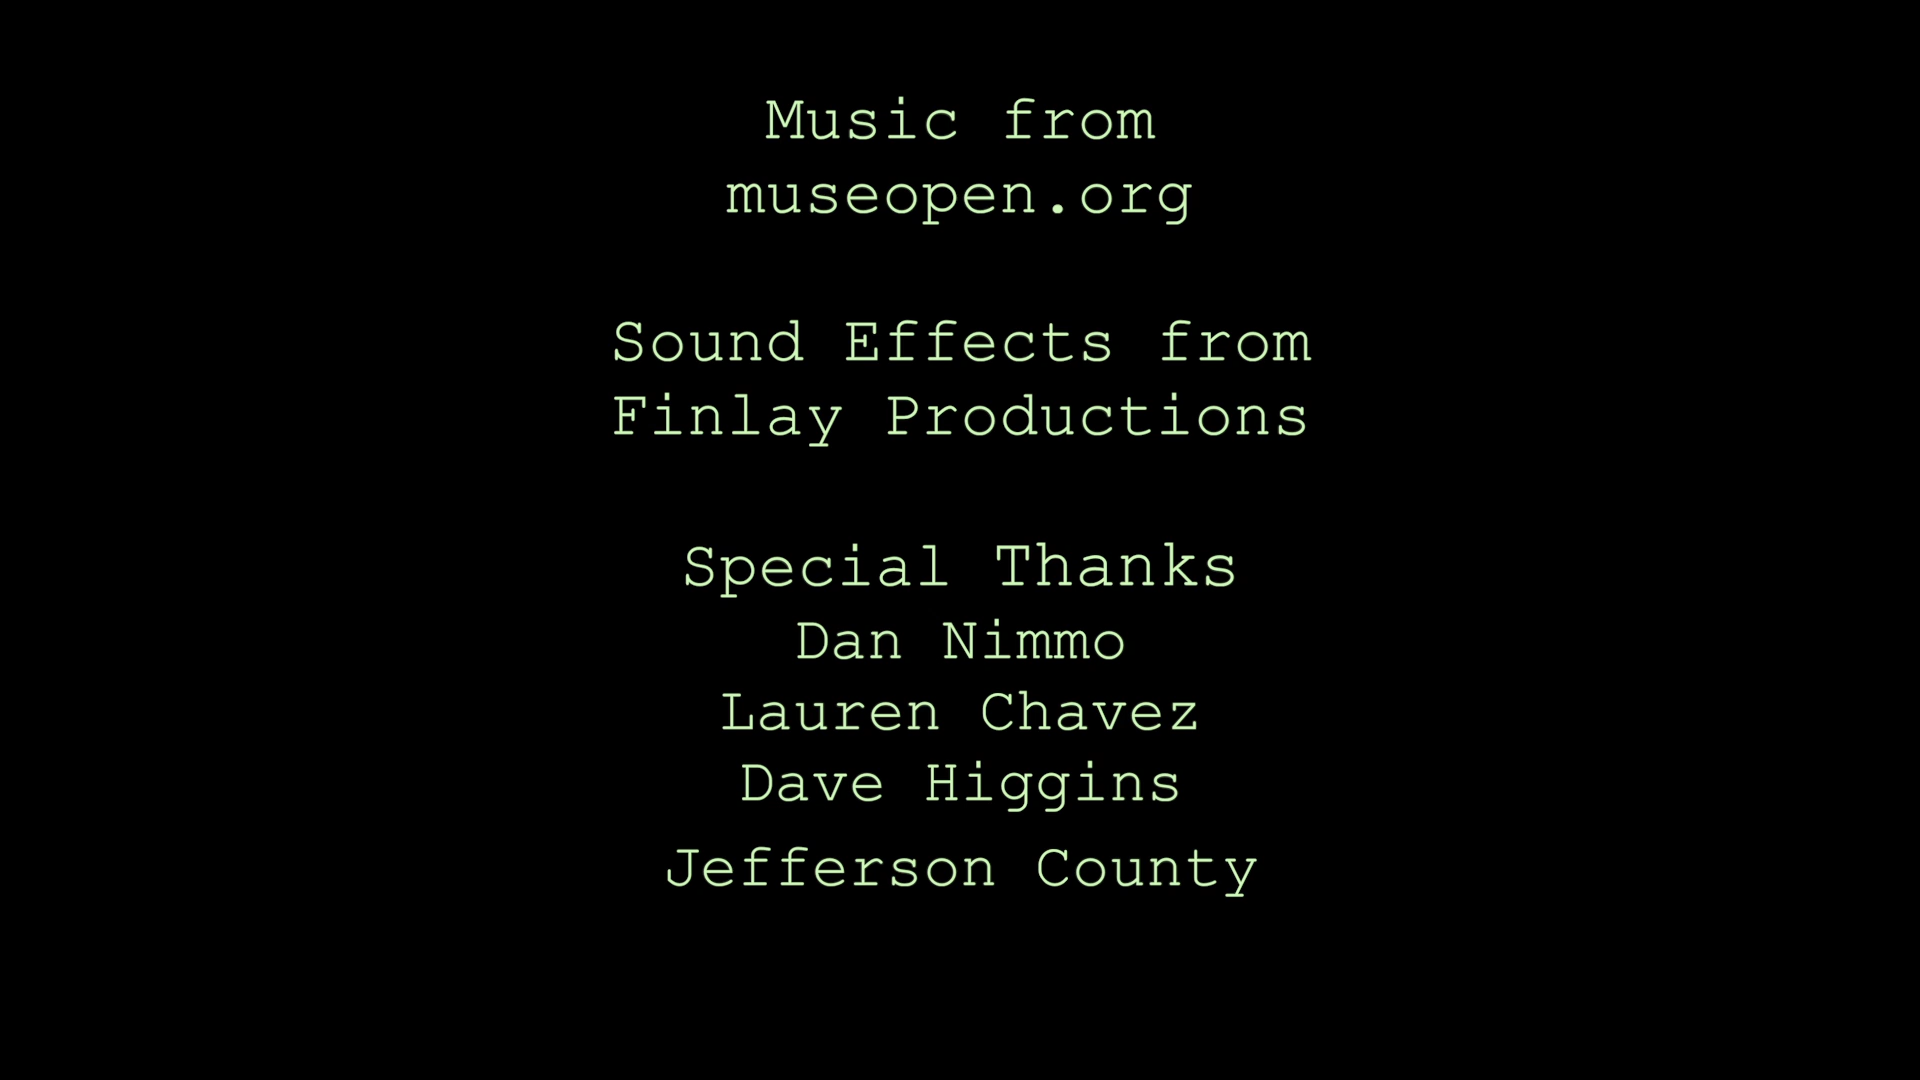 Music from
museopen.org
Sound Effects from
Finlay Productions
Special Thanks
Dan Nimmo
Lauren Chavez
Dave Higgins
Jefferson County